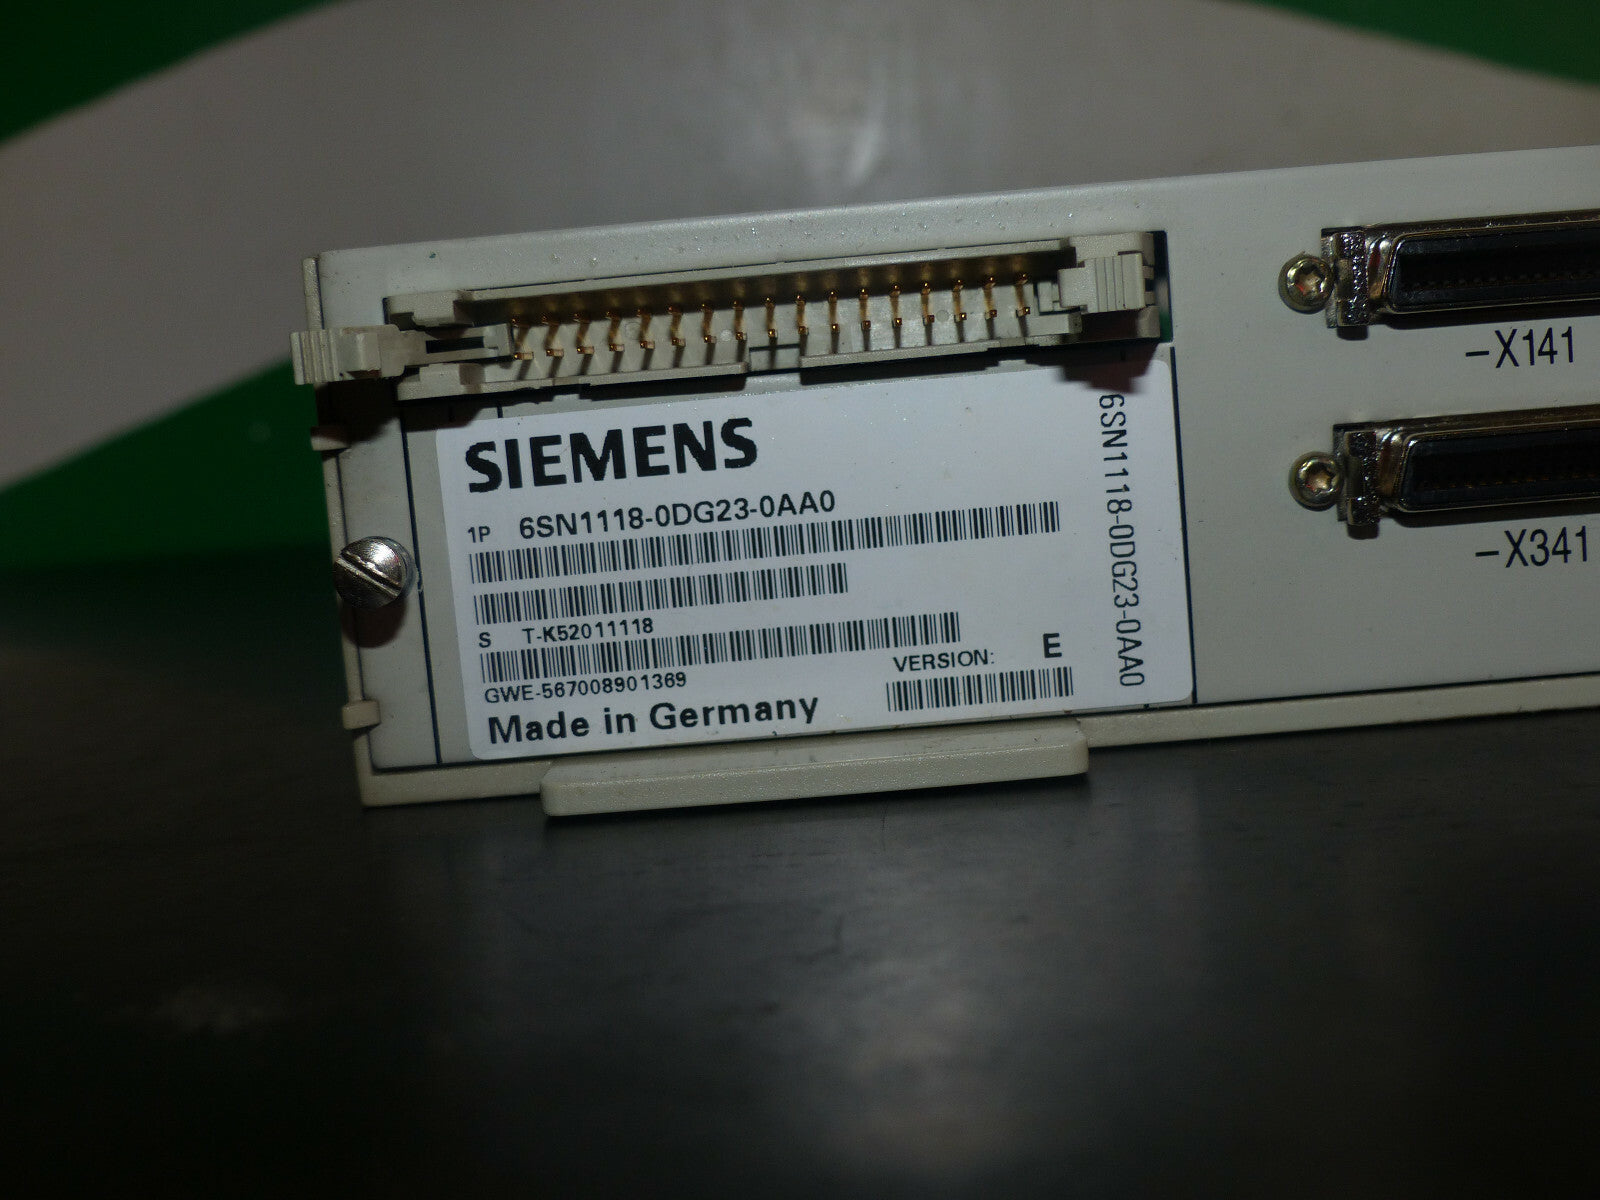 SIEMENS
1P 6SN1118-0DG23-0AA0
S T-K52011118
GWE-567008901369
VERSION: E
Made in Germany
6SN1118-0DG23-0AA0
-X141
-X341